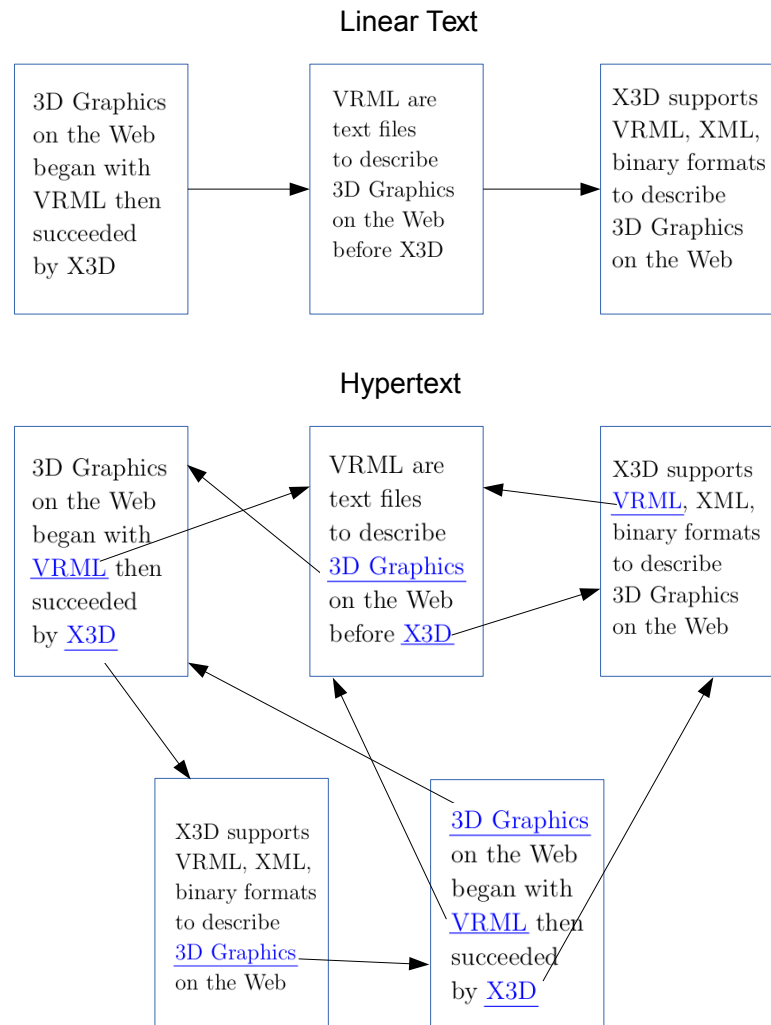 Linear Text
3D Graphics
on the Web
began with
VRML then
succeeded
by X3D
VRML are
text files
to describe
3D Graphics
on the Web
before X3D
X3D supports
VRML, XML,
binary formats
to describe
3D Graphics
on the Web
Hypertext
3D Graphics
on the Web
began with
VRML then
succeeded
by X3D
VRML are
text files
to describe
3D Graphics
on the Web
before X3D
X3D supports
VRML, XML,
binary formats
to describe
3D Graphics
on the Web
X3D supports
VRML, XML,
binary formats
to describe
3D Graphics
on the Web
3D Graphics
on the Web
began with
VRML then
succeeded
by X3D